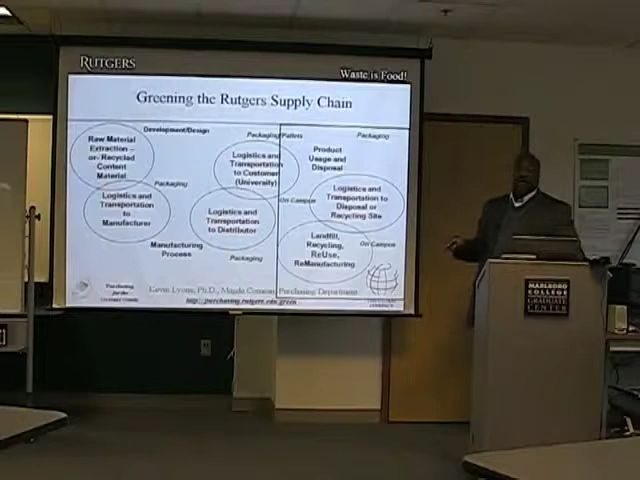 RUTGERS
Waste is Food!
Greening the Rutgers Supply Chain
Development/Design
Raw Material
Extraction –
or- Recycled
Content
Material
Packaging/Pallets
Packaging
Logistics and
Transportation
to Customer
(University)
Product
Usage and
Disposal
Packaging
Logistics and
Transportation
to
Manufacturer
Logistics and
Transportation
to Distributor
On Campus
Logistics and
Transportation to
Disposal or
Recycling Site
Manufacturing
Process
Packaging
Landfill,
Recycling,
ReUse,
ReManufacturing
On Campus
Kevin Lyons, Ph.D.,
Purchasing Department
http://purchasing.rutgers.edu/green
MARLBORO
COLLEGE
GRADUATE
CENTER